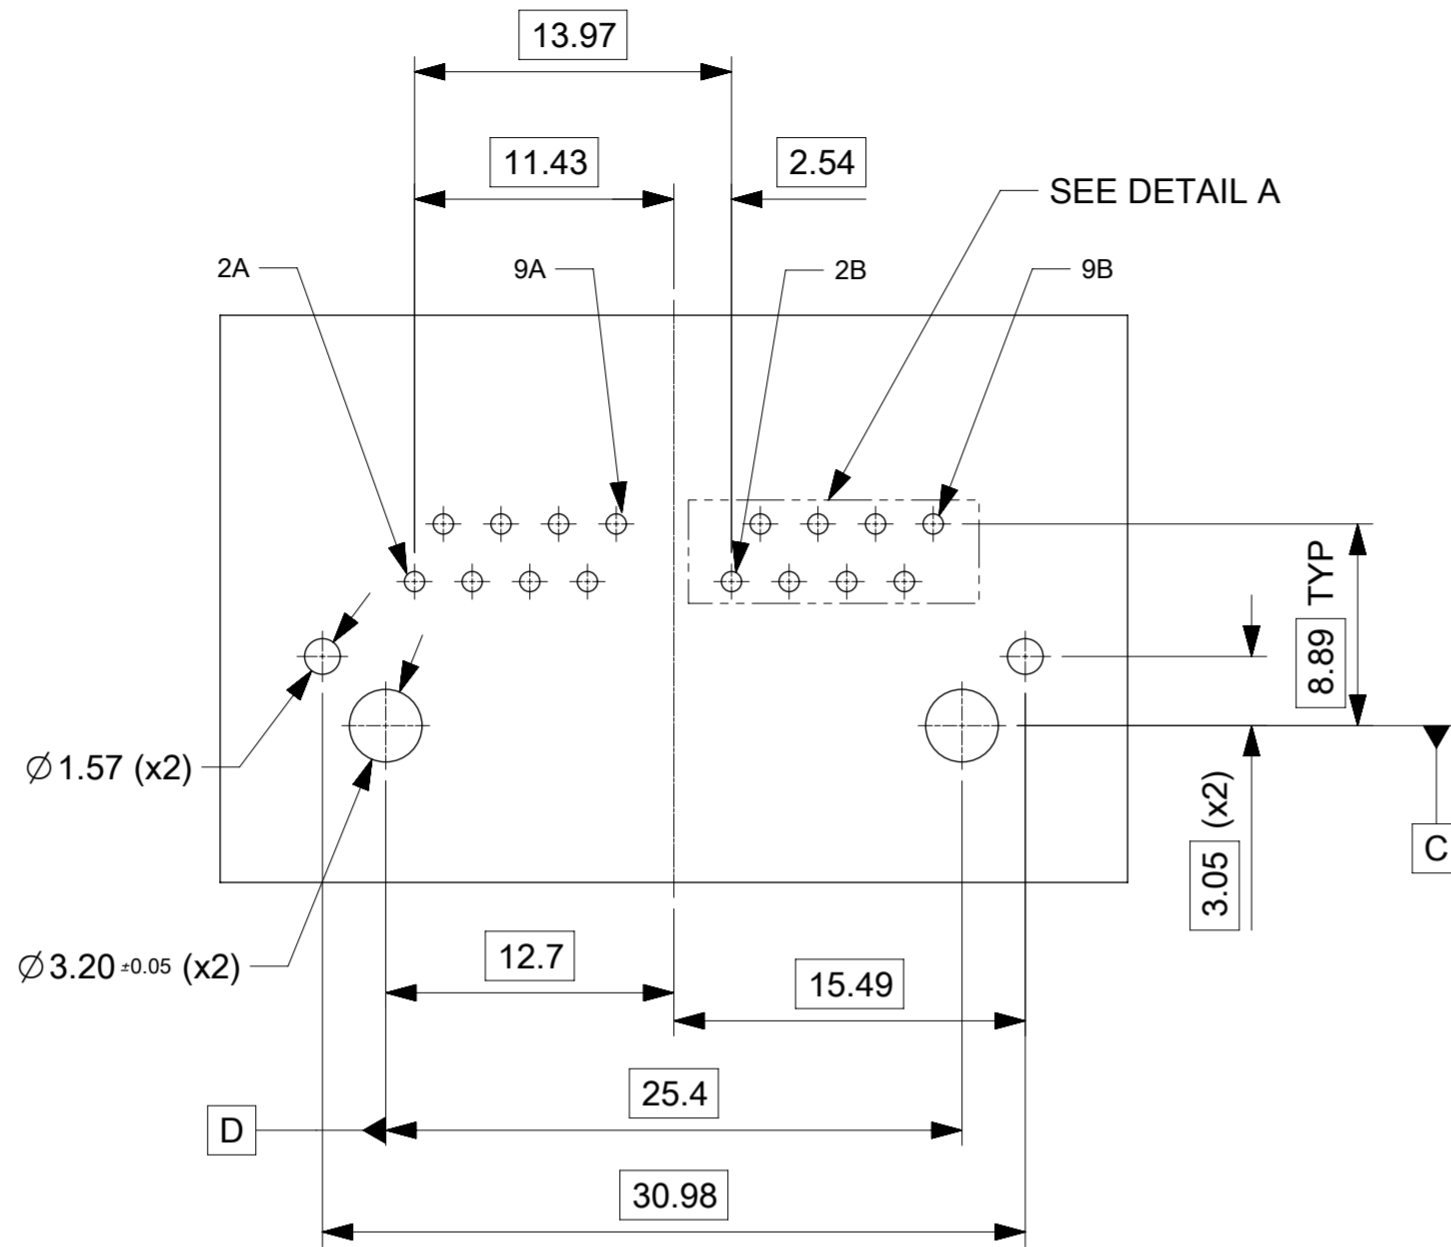 13.97
11.43
2.54
SEE DETAIL A
2A
9A
2B
9B
8.89 TYP
3.05 (x2)
C
∅1.57 (x2)
∅3.20 ±0.05 (x2)
12.7
15.49
25.4
D
30.98